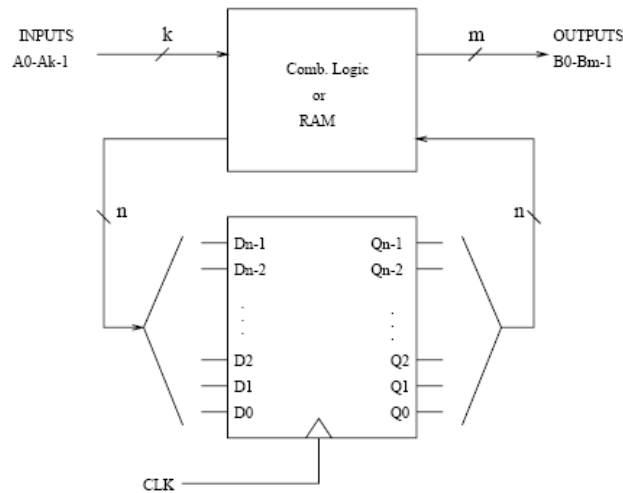 INPUTS
A0-Ak-1
k
m
OUTPUTS
B0-Bm-1
Comb. Logic
or
RAM
n
n
Dn-1
Qn-1
Dn-2
Qn-2
D2
Q2
D1
Q1
D0
Q0
CLK